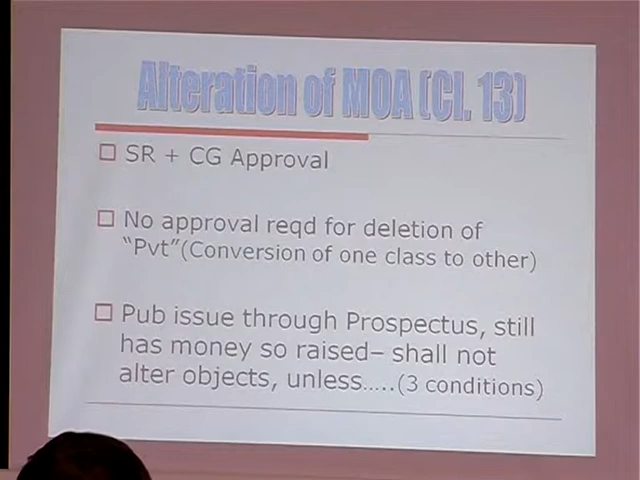 Alteration of MOA (Cl. 13)
SR + CG Approval
No approval reqd for deletion of
“Pvt”(Conversion of one class to other)
Pub issue through Prospectus, still
has money so raised– shall not
alter objects, unless…..(3 conditions)